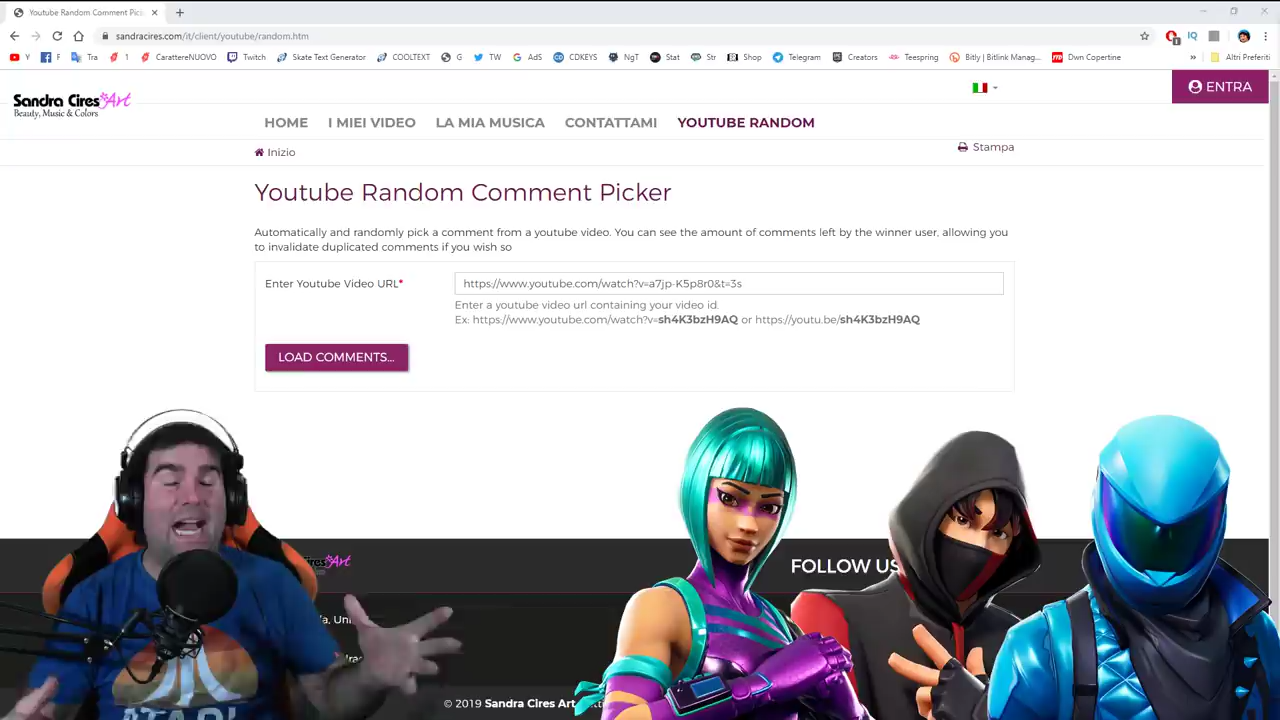 Youtube Random Comment Pic
sandracires.com/it/client/youtube/random.htm
Y
F
Tra
1
CarattereNUOVO
Twitch
Skate Text Generator
COOLTEXT
G
TW
AdS
CDKEYS
NgT
Stat
Str
Shop
Telegram
Creators
Teespring
Bitly | Bitlink Manag...
Dwn Copertine
»
Altri Preferiti
Sandra Cires Art
Beauty, Music & Colors
ENTRA
HOME I MIEI VIDEO LA MIA MUSICA CONTATTAMI YOUTUBE RANDOM
Inizio
Stampa
Youtube Random Comment Picker
Automatically and randomly pick a comment from a youtube video. You can see the amount of comments left by the winner user, allowing you
to invalidate duplicated comments if you wish so
Enter Youtube Video URL* https://www.youtube.com/watch?v=a7jp-K5p8r0&t=3s
Enter a youtube video url containing your video id.
Ex: https://www.youtube.com/watch?v=sh4K3bzH9AQ or https://youtu.be/sh4K3bzH9AQ
LOAD COMMENTS...
FOLLOW US
ATARI
© 2019 Sandra Cires Art